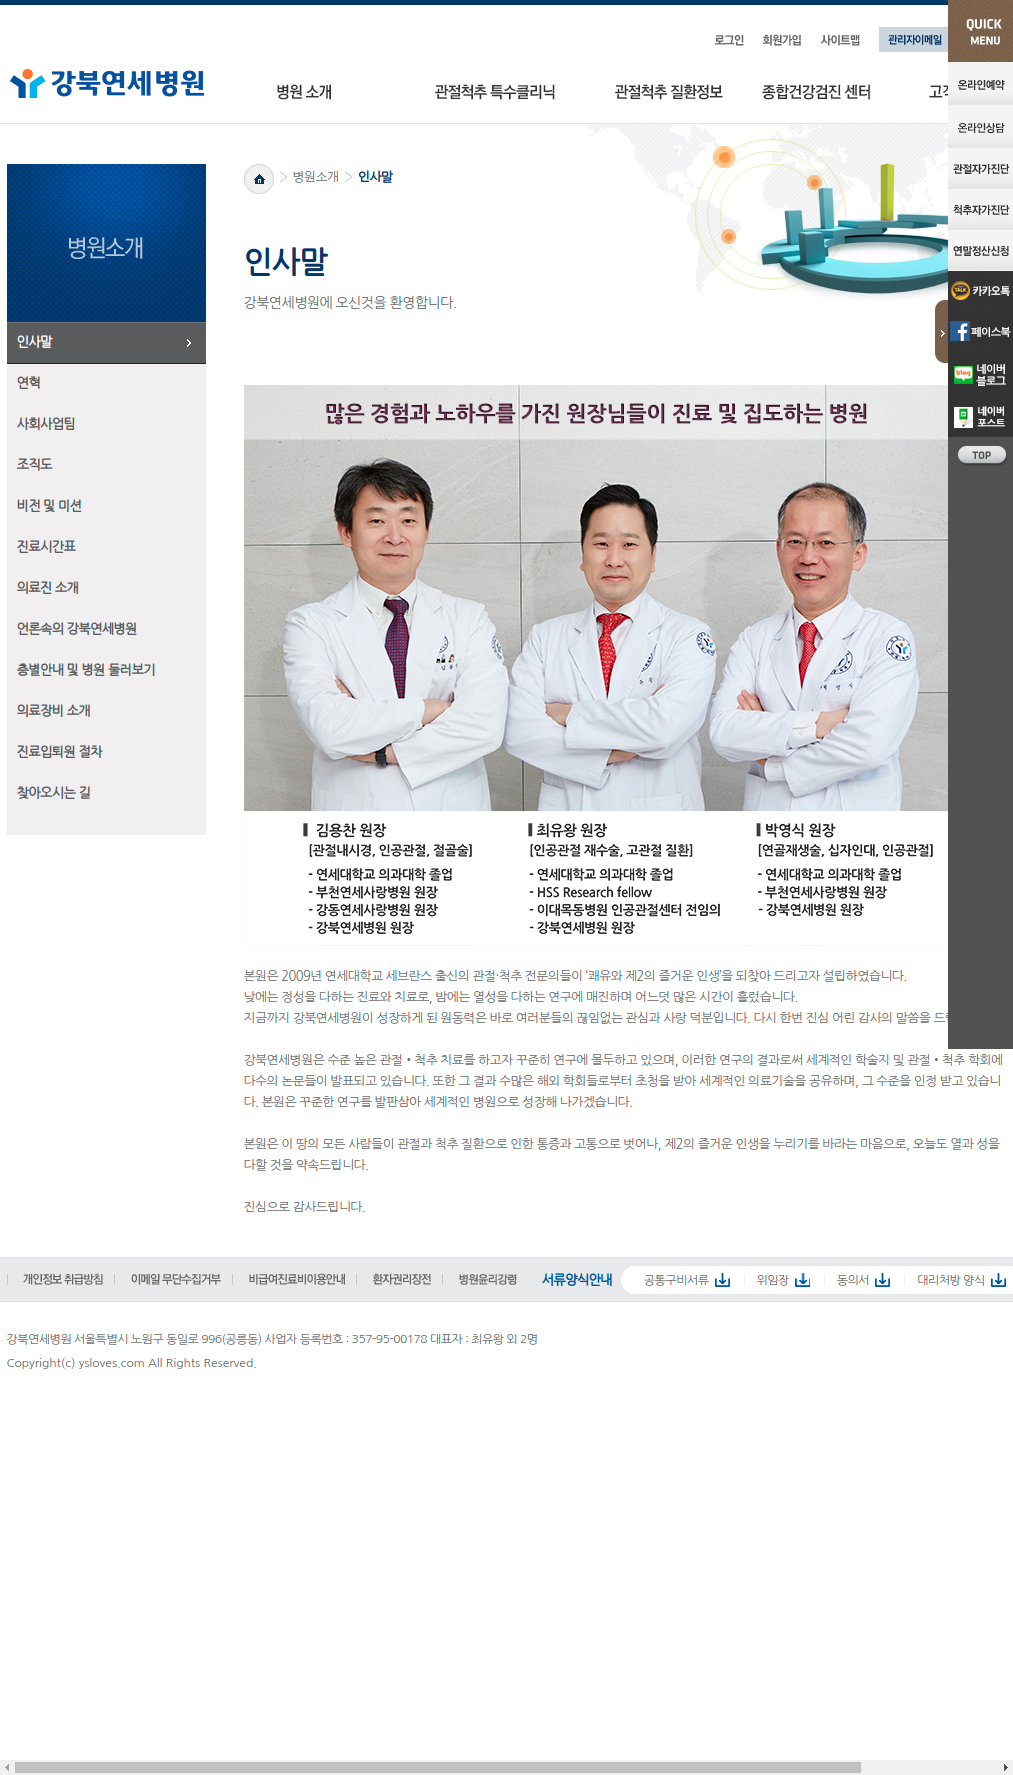 로그인 회원가입 사이트맵 관리자이메일
강북연세병원
병원 소개 관절척추 특수클리닉 관절척추 질환정보 종합건강검진 센터
QUICK
MENU
온라인예약
온라인상담
관절자가진단
척추자가진단
연말정산신청
TALK 카카오톡
페이스북
blog 네이버
블로그
네이버
포스트
TOP
병원소개
인사말
연혁
사회사업팀
조직도
비전 및 미션
진료시간표
의료진 소개
언론속의 강북연세병원
층별안내 및 병원 둘러보기
의료장비 소개
진료입퇴원 절차
찾아오시는 길
> 병원소개 > 인사말
인사말
강북연세병원에 오신것을 환영합니다.
많은 경험과 노하우를 가진 원장님들이 진료 및 집도하는 병원
김용찬 원장
[관절내시경, 인공관절, 절골술]
- 연세대학교 의과대학 졸업
- 부천연세사랑병원 원장
- 강동연세사랑병원 원장
- 강북연세병원 원장
최유왕 원장
[인공관절 재수술, 고관절 질환]
- 연세대학교 의과대학 졸업
- HSS Research fellow
- 이대목동병원 인공관절센터 전임의
- 강북연세병원 원장
박영식 원장
[연골재생술, 십자인대, 인공관절]
- 연세대학교 의과대학 졸업
- 부천연세사랑병원 원장
- 강북연세병원 원장
본원은 2009년 연세대학교 세브란스 출신의 관절·척추 전문의들이 '쾌유와 제2의 즐거운 인생'을 되찾아 드리고자 설립하였습니다.
낮에는 정성을 다하는 진료와 치료로, 밤에는 열성을 다하는 연구에 매진하며 어느덧 많은 시간이 흘렀습니다.
지금까지 강북연세병원이 성장하게 된 원동력은 바로 여러분들의 끊임없는 관심과 사랑 덕분입니다. 다시 한번 진심 어린 감사의 말씀을
강북연세병원은 수준 높은 관절 • 척추 치료를 하고자 꾸준히 연구에 몰두하고 있으며, 이러한 연구의 결과로써 세계적인 학술지 및 관절 • 척추 학회에
다수의 논문들이 발표되고 있습니다. 또한 그 결과 수많은 해외 학회들로부터 초청을 받아 세계적인 의료기술을 공유하며, 그 수준을 인정 받고 있습니
다. 본원은 꾸준한 연구를 발판삼아 세계적인 병원으로 성장해 나가겠습니다.
본원은 이 땅의 모든 사람들이 관절과 척추 질환으로 인한 통증과 고통으로 벗어나, 제2의 즐거운 인생을 누리기를 바라는 마음으로, 오늘도 열과 성을
다할 것을 약속드립니다.
진심으로 감사드립니다.
개인정보 취급방침 이메일 무단수집거부 비급여진료비이용안내 환자권리장전 병원윤리강령 서류양식안내 공통구비서류 위임장 동의서 대리처방 양식
강북연세병원 서울특별시 노원구 동일로 996(공릉동) 사업자 등록번호 : 357-95-00178 대표자 : 최유왕 외 2명
Copyright(c) ysloves.com All Rights Reserved.